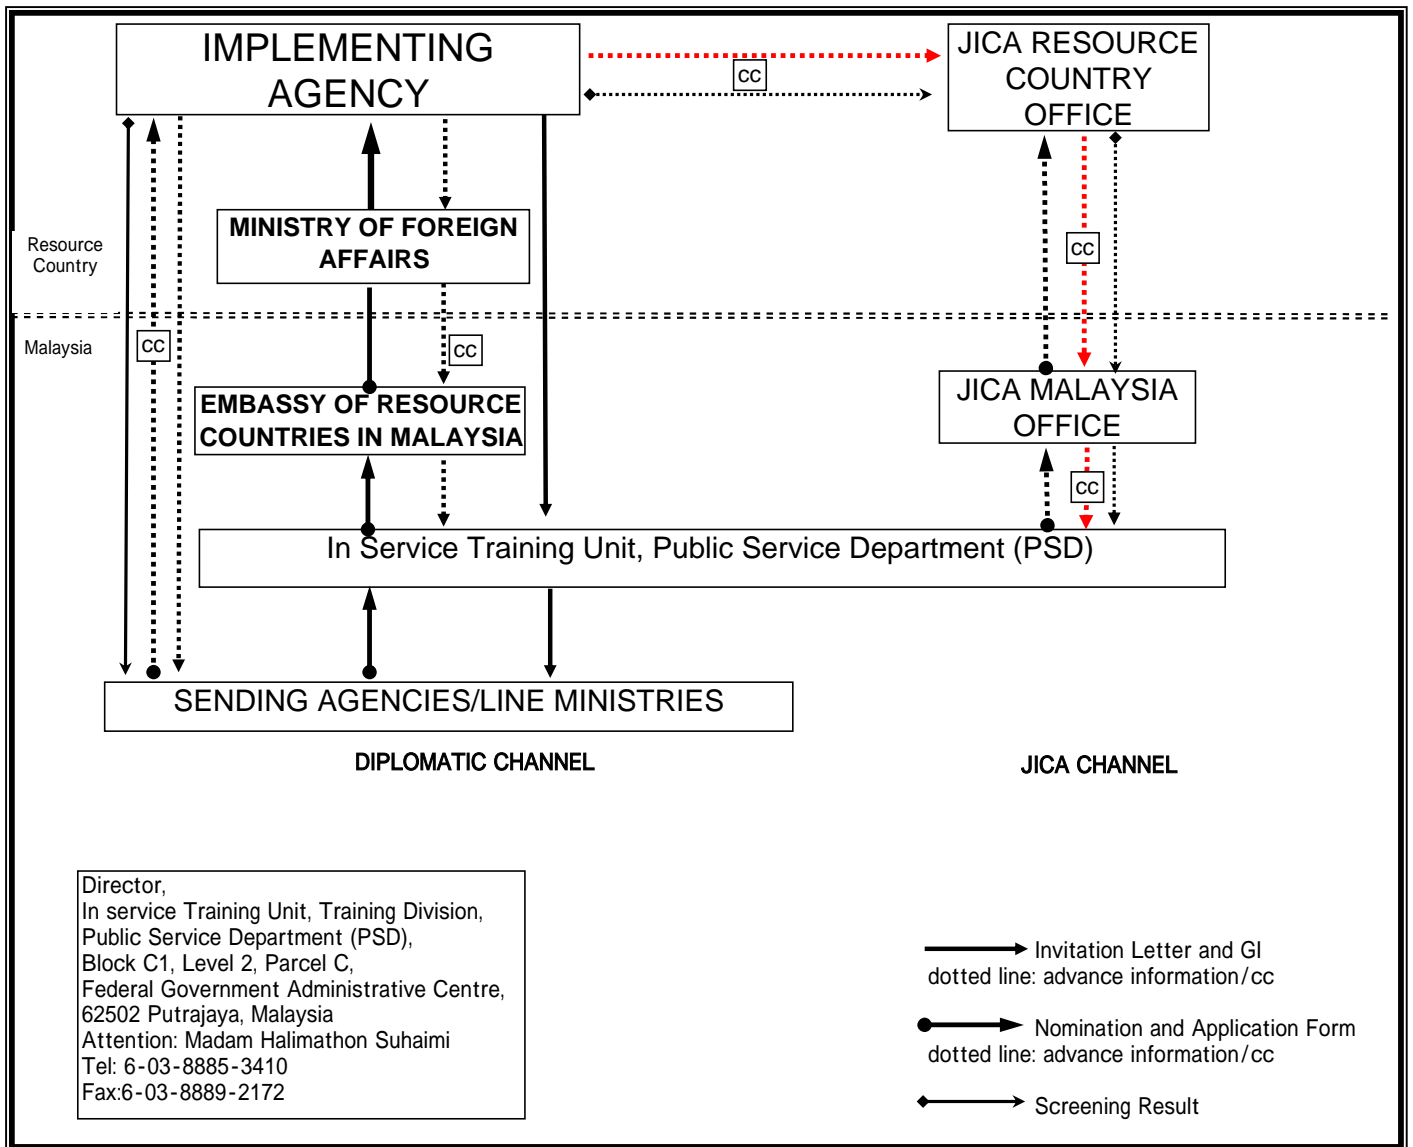 IMPLEMENTING
AGENCY
JICA RESOURCE
COUNTRY
OFFICE
cc
MINISTRY OF FOREIGN
AFFAIRS
Resource
Country
cc
Malaysia
cc
cc
EMBASSY OF RESOURCE
COUNTRIES IN MALAYSIA
JICA MALAYSIA
OFFICE
cc
In Service Training Unit, Public Service Department (PSD)
SENDING AGENCIES/LINE MINISTRIES
DIPLOMATIC CHANNEL
JICA CHANNEL
Director,
In service Training Unit, Training Division,
Public Service Department (PSD),
Block C1, Level 2, Parcel C,
Federal Government Administrative Centre,
62502 Putrajaya, Malaysia
Attention: Madam Halimathon Suhaimi
Tel: 6-03-8885-3410
Fax:6-03-8889-2172
Invitation Letter and GI
dotted line: advance information/cc
Nomination and Application Form
dotted line: advance information/cc
Screening Result